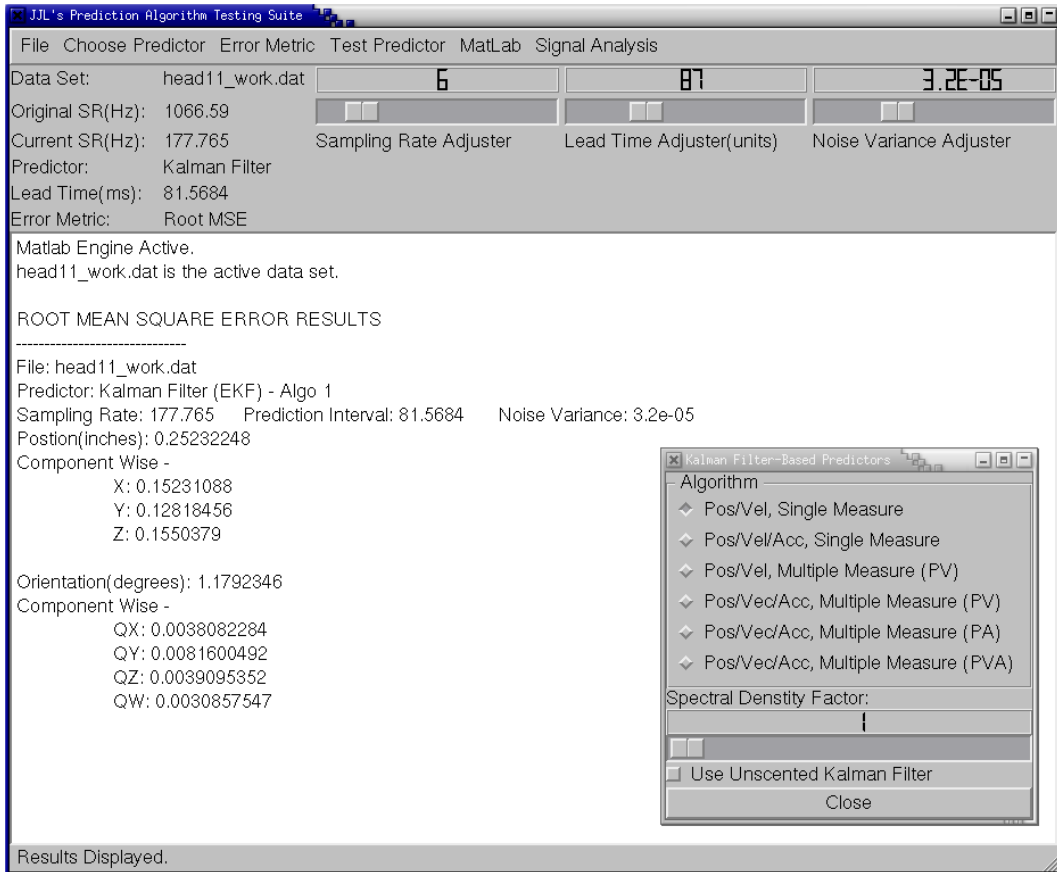 JJL's Prediction Algorithm Testing Suite
File Choose Predictor Error Metric Test Predictor MatLab Signal Analysis
Data Set: head11_work.dat 6 87 3.2E-05
Original SR(Hz): 1066.59
Current SR(Hz): 177.765 Sampling Rate Adjuster Lead Time Adjuster(units) Noise Variance Adjuster
Predictor: Kalman Filter
Lead Time(ms): 81.5684
Error Metric: Root MSE
Matlab Engine Active.
head11_work.dat is the active data set.
ROOT MEAN SQUARE ERROR RESULTS
------------------------------
File: head11_work.dat
Predictor: Kalman Filter (EKF) - Algo 1
Sampling Rate: 177.765 Prediction Interval: 81.5684 Noise Variance: 3.2e-05
Postion(inches): 0.25232248
Component Wise -
X: 0.15231088
Y: 0.12818456
Z: 0.1550379
Orientation(degrees): 1.1792346
Component Wise -
QX: 0.0038082284
QY: 0.0081600492
QZ: 0.0039095352
QW: 0.0030857547
Kalman Filter-Based Predictors
Algorithm
Pos/Vel, Single Measure
Pos/Vel/Acc, Single Measure
Pos/Vel, Multiple Measure (PV)
Pos/Vec/Acc, Multiple Measure (PV)
Pos/Vec/Acc, Multiple Measure (PA)
Pos/Vec/Acc, Multiple Measure (PVA)
Spectral Denstity Factor:
1
Use Unscented Kalman Filter
Close
Results Displayed.